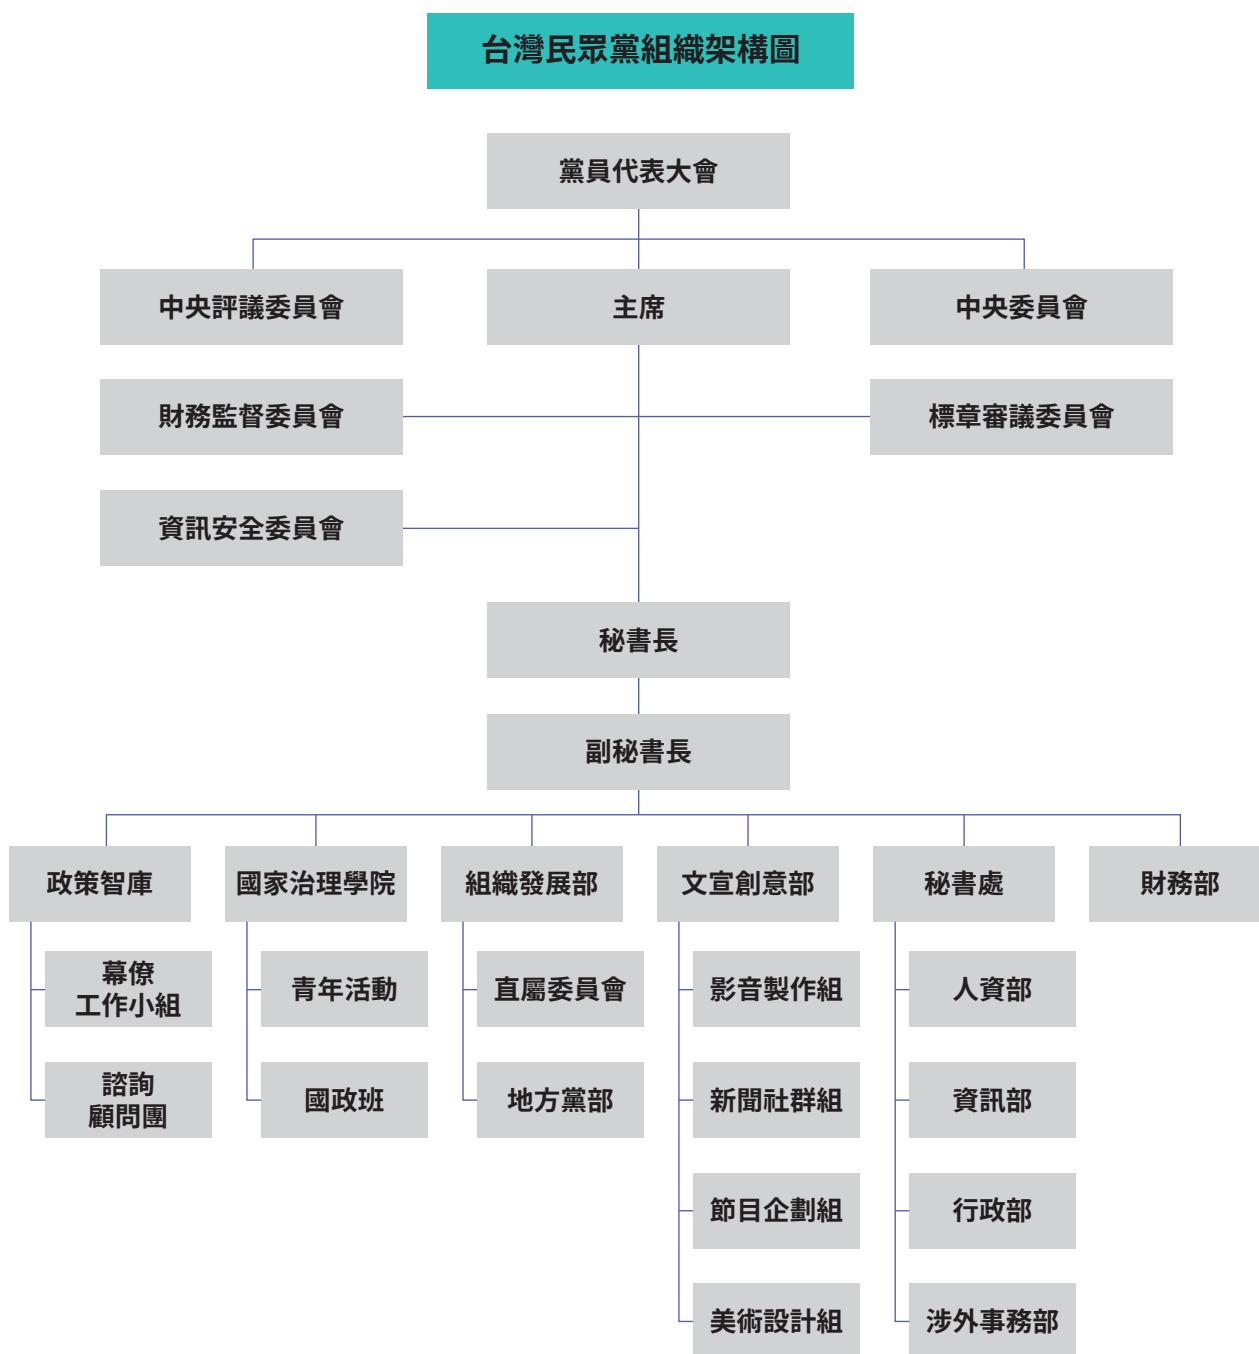 台灣民眾黨組織架構圖
黨員代表大會
中央評議委員會
主席
中央委員會
財務監督委員會
標章審議委員會
資訊安全委員會
秘書長
副秘書長
政策智庫
國家治理學院
組織發展部
文宣創意部
秘書處
財務部
幕僚
工作小組
青年活動
直屬委員會
影音製作組
人資部
諮詢
顧問團
國政班
地方黨部
新聞社群組
資訊部
節目企劃組
行政部
美術設計組
涉外事務部